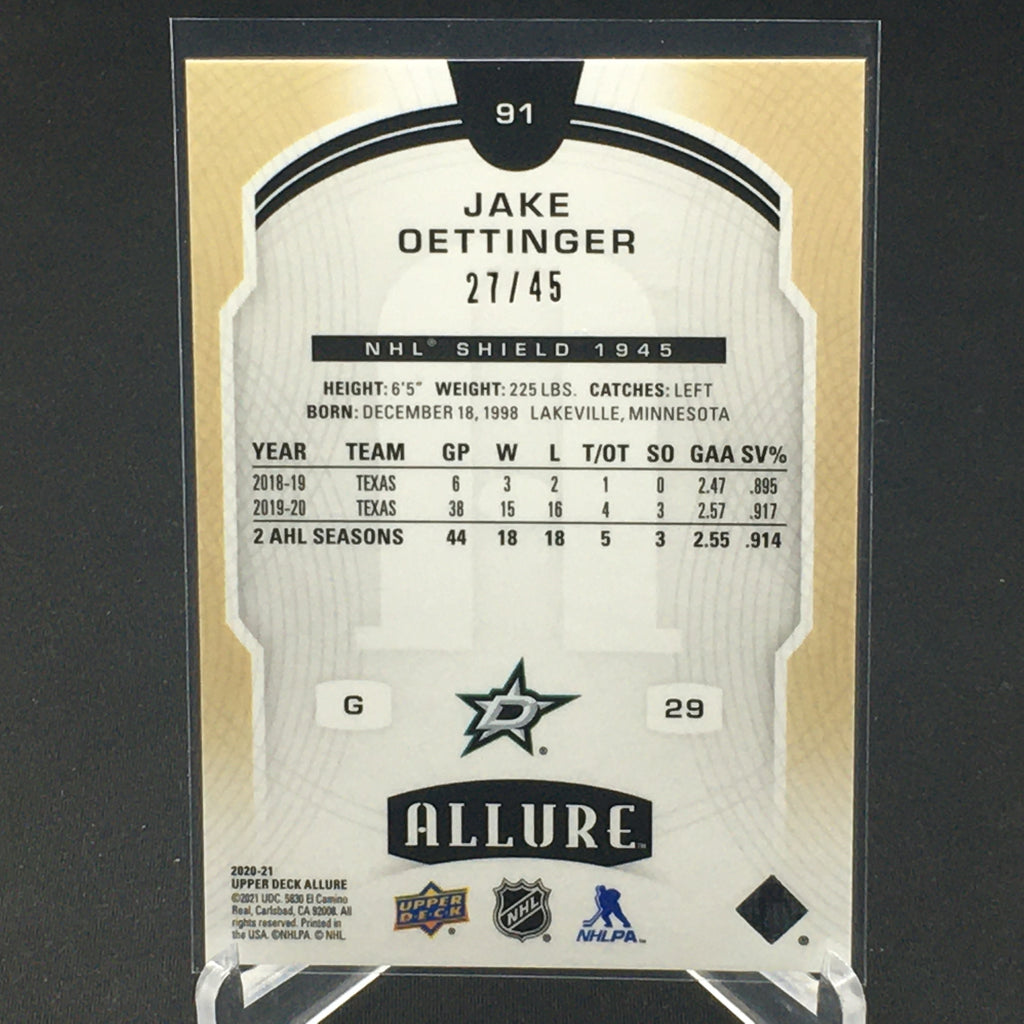 91
JAKE
OETTINGER
27/45
NHL® SHIELD 1945
HEIGHT: 6'5" WEIGHT: 225 LBS. CATCHES: LEFT
BORN: DECEMBER 18, 1998 LAKEVILLE, MINNESOTA
YEAR TEAM GP W L T/OT SO GAA SV%
2018-19 TEXAS 6 3 2 1 0 2.47 .895
2019-20 TEXAS 38 15 16 4 3 2.57 .917
2 AHL SEASONS 44 18 18 5 3 2.55 .914
G D ® 29
ALLURE™
2020-21
UPPER DECK ALLURE
©2021 UDC. 5830 El Camino
Real, Carlsbad, CA 92008. All
rights reserved. Printed in
the USA. ©NHLPA © NHL
UPPER DECK ®
NHL ®
NHLPA™
®